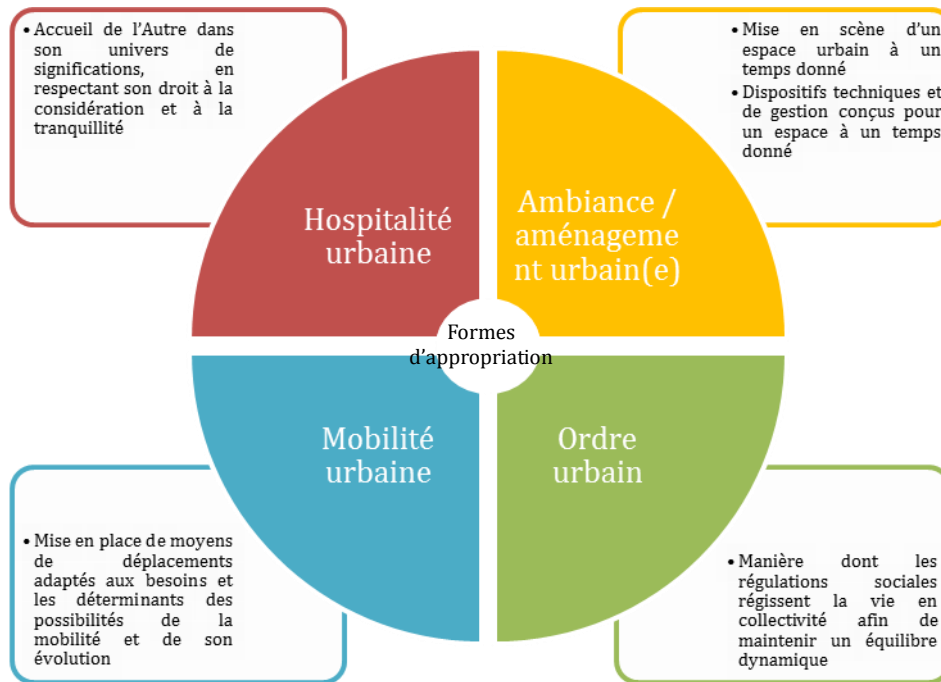 • Accueil de l'Autre dans
son univers de
significations, en
respectant son droit à la
considération et à la
tranquillité
• Mise en scène d'un
espace urbain à un
temps donné
• Dispositifs techniques et
de gestion conçus pour
un espace à un temps
donné
Hospitalité
urbaine
Ambiance /
aménageme
nt urbain(e)
Formes
d'appropriation
Mobilité
urbaine
Ordre
urbain
• Mise en place de moyens
de déplacements
adaptés aux besoins et
les déterminants des
possibilités de la
mobilité et de son
évolution
• Manière dont les
régulations sociales
régissent la vie en
collectivité afin de
maintenir un équilibre
dynamique